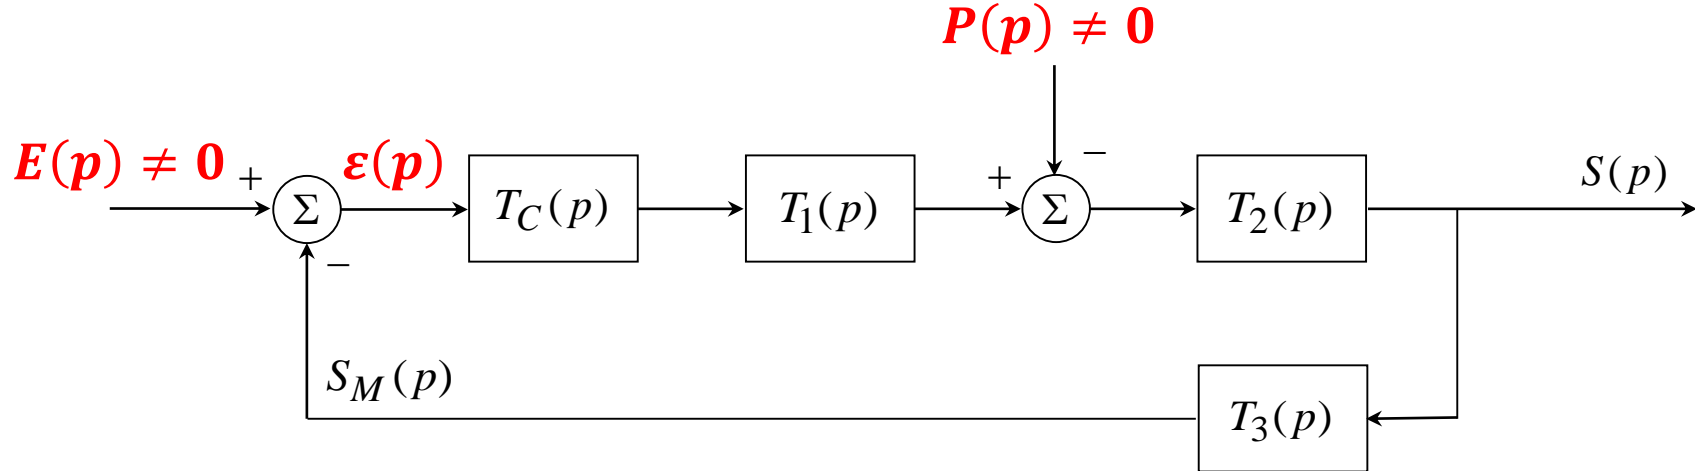 P(p) ≠ 0
E(p) ≠ 0
+
ε(p)
Σ
−
T_C(p)
T_1(p)
+
−
Σ
T_2(p)
S(p)
S_M(p)
T_3(p)